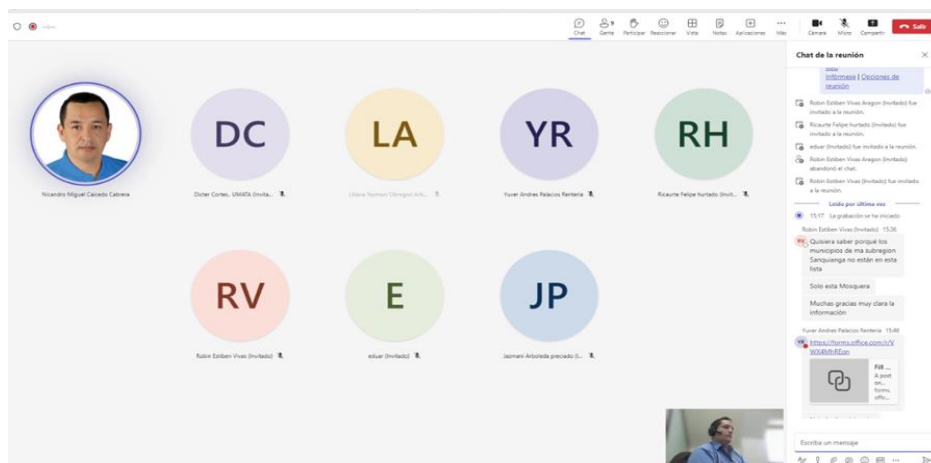 Chat
Gente
Participar
Reaccionar
Vista
Notas
Aplicaciones
Más
Cámara
Micro
Compartir
Salir
Chat de la reunión
Infórmese | Opciones de
reunión
Robin Estiben Vivas Aragon (Invitado) fue
invitado a la reunión.
Ricaurte Felipe hurtado (Invitado) fue
invitado a la reunión.
eduar (Invitado) fue invitado a la reunión.
Robin Estiben Vivas Aragon (Invitado)
abandonó el chat.
Robin Estiben Vivas (Invitado) fue invitado
a la reunión.
Leído por última vez
15:17 La grabación se ha iniciado
Robin Estiben Vivas (Invitado) 15:36
Quisiera saber porqué los
municipios de ma subregion
Sanquianga no están en esta
lista
Solo esta Mosquera
Muchas gracias muy clara la
información
Yuver Andres Palacios Renteria 15:48
Fill ...
A post
on...
forms.
offic...
Escriba un mensaje
DC
LA
YR
RH
Nicandro Miguel Caicedo Cabrera
Dicter Cortes, UMATA (Invita...
Yuver Andres Palacios Renteria
Ricaurte Felipe hurtado (Invit...
RV
E
JP
Robin Estiben Vivas (Invitado)
eduar (Invitado)
Jazmani Arboleda preciado (I...